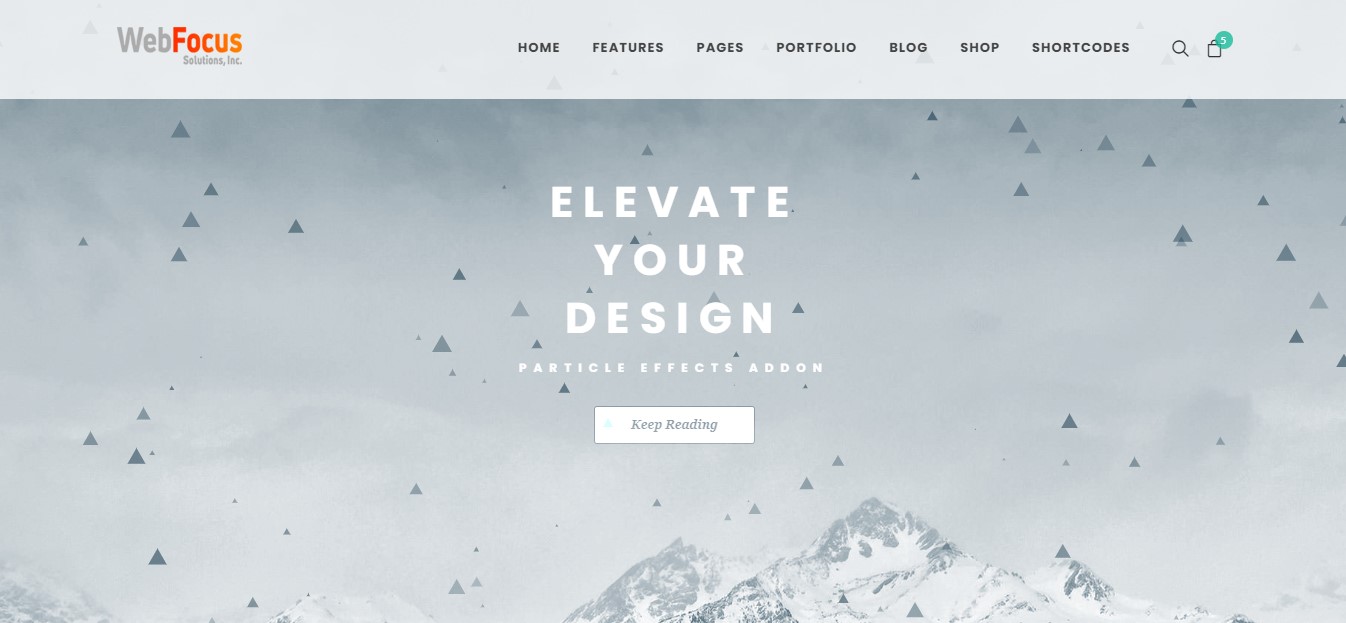 WebFocus
Solutions, Inc.
HOME FEATURES PAGES PORTFOLIO BLOG SHOP SHORTCODES 5
ELEVATE
YOUR
DESIGN
PARTICLE EFFECTS ADDON
Keep Reading